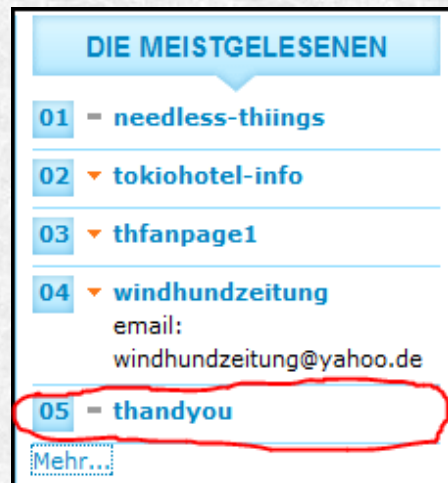 DIE MEISTGELESENEN
01 = needless-thiings
02 tokiohotel-info
03 thfanpage1
04 windhundzeitung
email:
windhundzeitung@yahoo.de
05 = thandyou
Mehr...